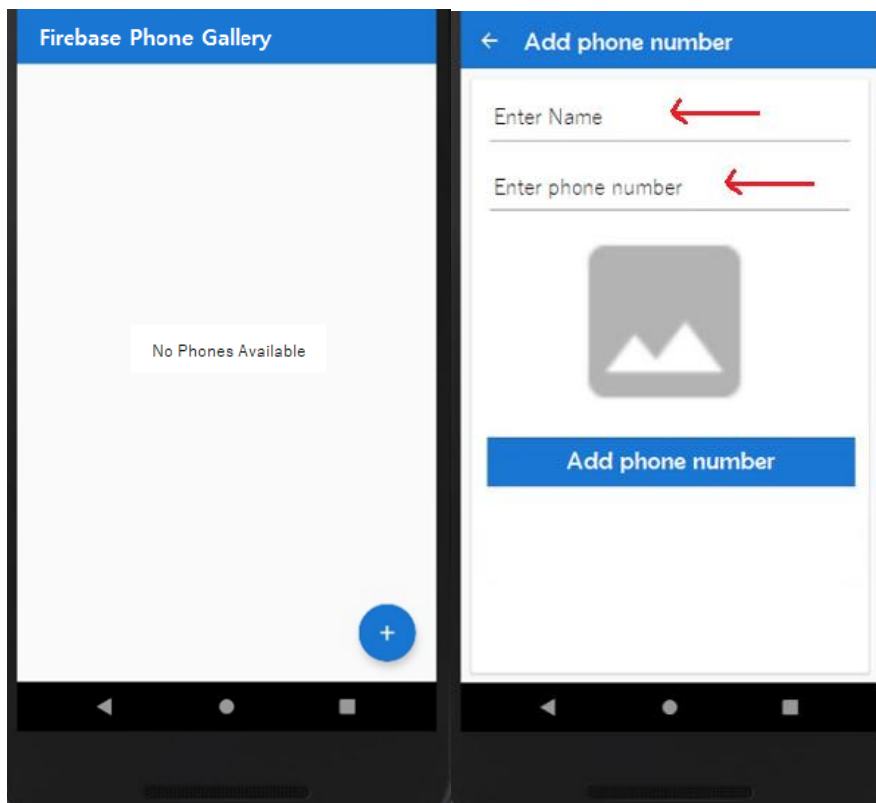 Firebase Phone Gallery
No Phones Available
+
Add phone number
Enter Name
Enter phone number
Add phone number